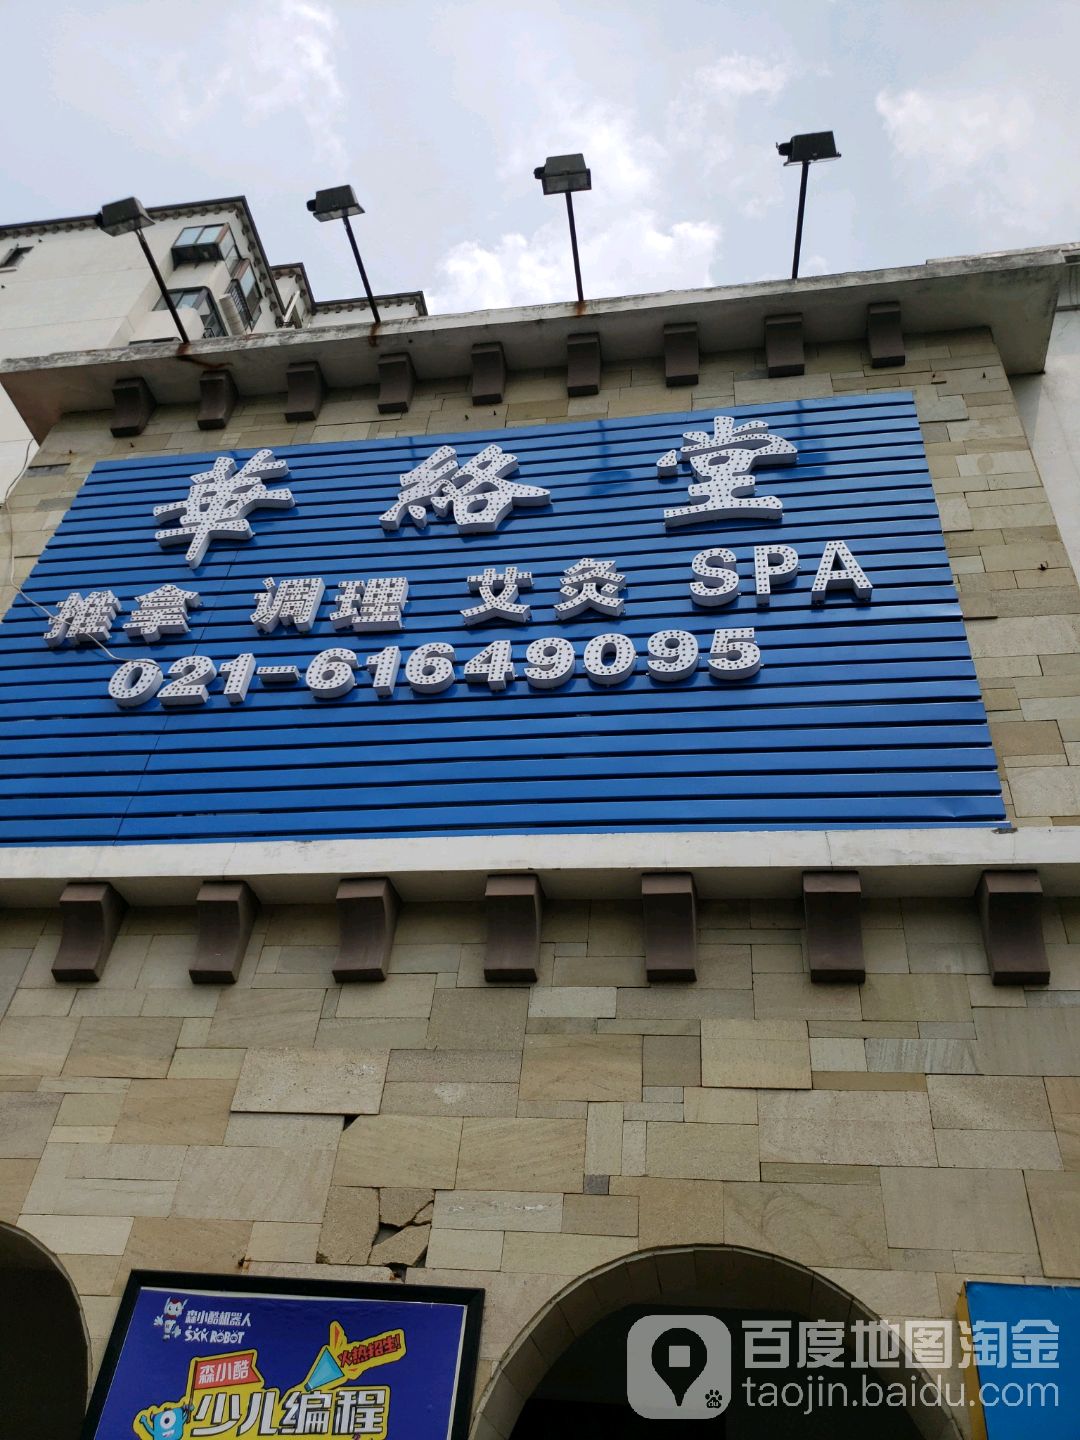 華络堂
推拿 调理 艾灸 SPA
021-61649095
森小酷机器人
SXK ROBOT
火热招生!
森小酷
少儿编程
百度地图淘金
taojin.baidu.com